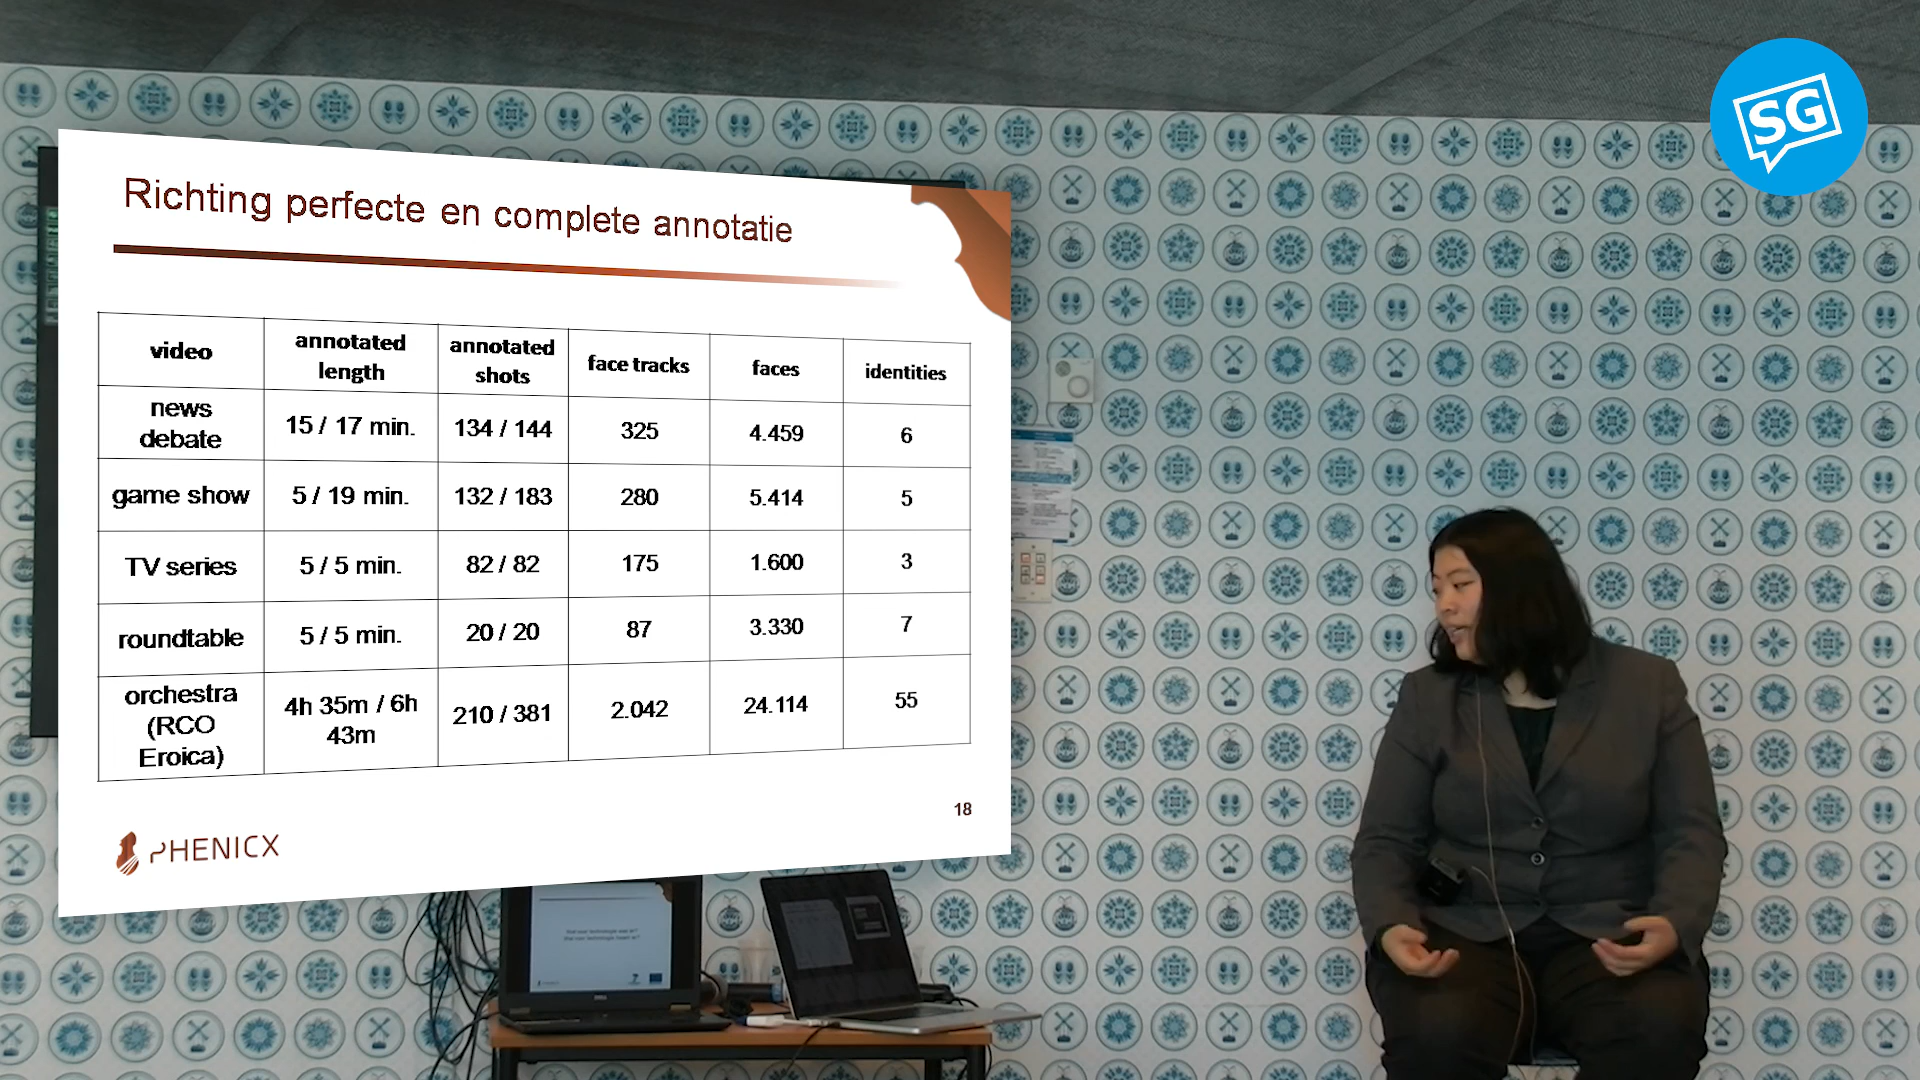 SG
Richting perfecte en complete annotatie
video
annotated
length
annotated
shots
face tracks
faces
identities
news
debate
15 / 17 min.
134 / 144
325
4.459
6
game show
5 / 19 min.
132 / 183
280
5.414
5
TV series
5 / 5 min.
82 / 82
175
1.600
3
roundtable
5 / 5 min.
20 / 20
87
3.330
7
orchestra
(RCO
Eroica)
4h 35m / 6h
43m
210 / 381
2.042
24.114
55
18
PHENICX